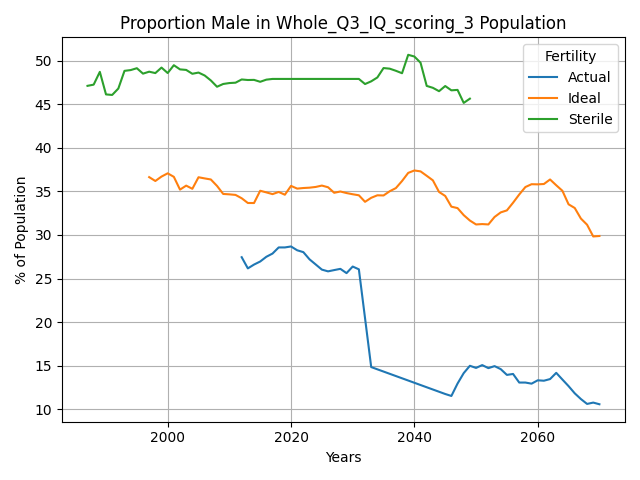 Proportion Male in Whole_Q3_IQ_scoring_3 Population
Fertility
Actual
Ideal
Sterile
% of Population
50
45
40
35
30
25
20
15
10
2000
2020
2040
2060
Years